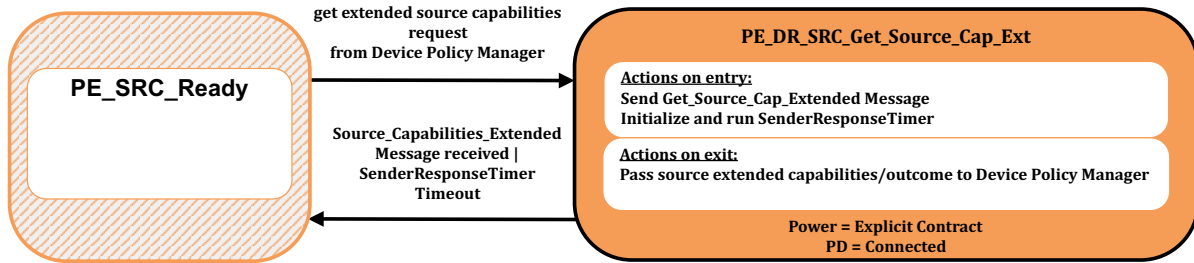 PE_SRC_Ready
get extended source capabilities
request
from Device Policy Manager
Source_Capabilities_Extended
Message received |
SenderResponseTimer
Timeout
PE_DR_SRC_Get_Source_Cap_Ext
Actions on entry:
Send Get_Source_Cap_Extended Message
Initialize and run SenderResponseTimer
Actions on exit:
Pass source extended capabilities/outcome to Device Policy Manager
Power = Explicit Contract
PD = Connected